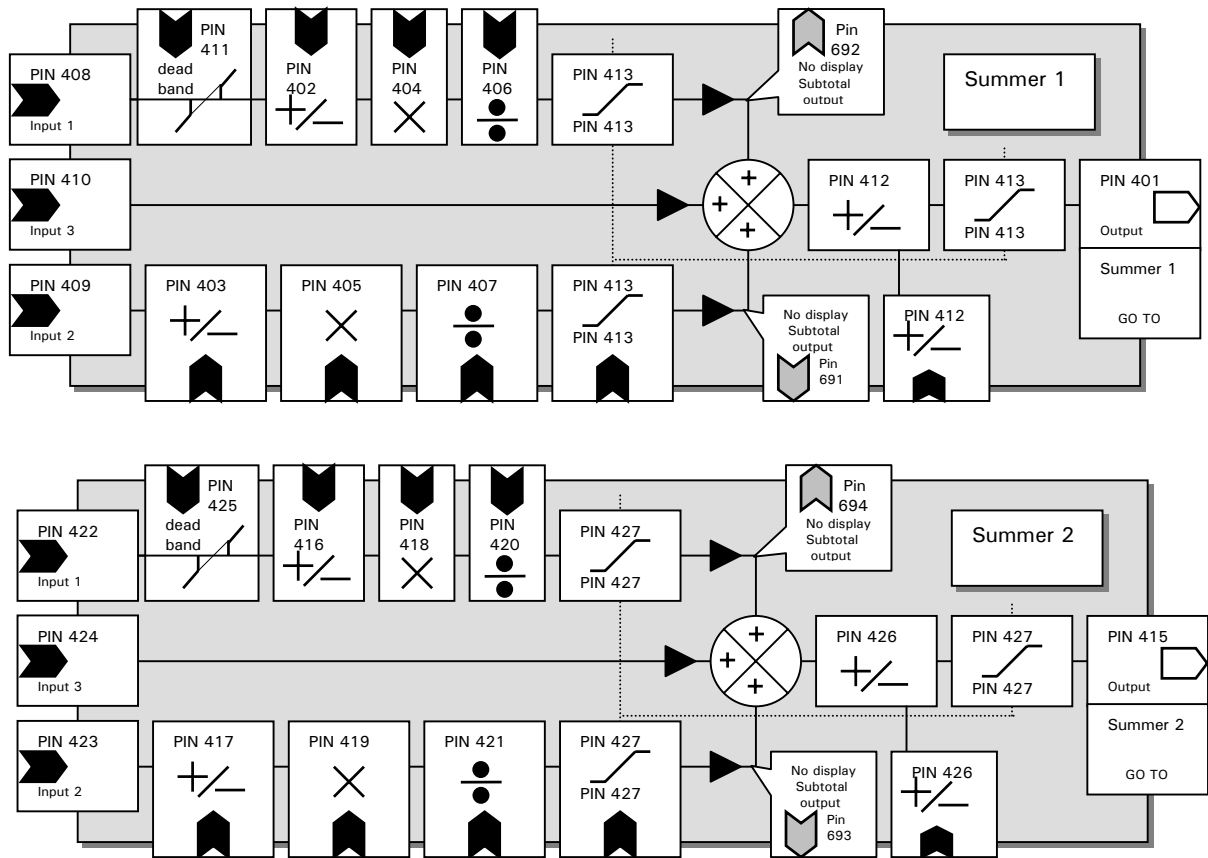 PIN 408
Input 1
PIN
411
dead
band
PIN
402
PIN
404
PIN
406
PIN 413
PIN 413
Pin
692
No display
Subtotal
output
Summer 1
PIN 410
Input 3
PIN 412
PIN 413
PIN 413
PIN 401
Output
Summer 1
GO TO
PIN 409
Input 2
PIN 403
PIN 405
PIN 407
PIN 413
PIN 413
No display
Subtotal
output
Pin
691
PIN 412
PIN 422
Input 1
PIN
425
dead
band
PIN
416
PIN
418
PIN
420
PIN 427
PIN 427
Pin
694
No display
Subtotal
output
Summer 2
PIN 424
Input 3
PIN 426
PIN 427
PIN 427
PIN 415
Output
Summer 2
GO TO
PIN 423
Input 2
PIN 417
PIN 419
PIN 421
PIN 427
PIN 427
No display
Subtotal
output
Pin
693
PIN 426